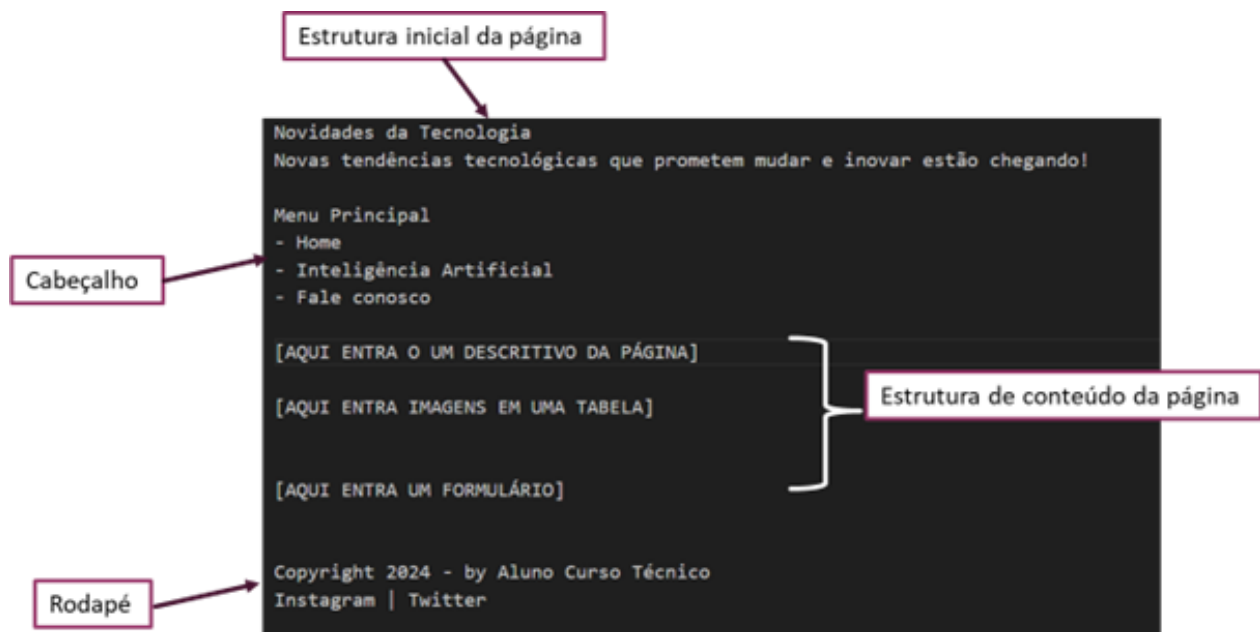 Estrutura inicial da página
Novidades da Tecnologia
Novas tendências tecnológicas que prometem mudar e inovar estão chegando!
Menu Principal
- Home
- Inteligência Artificial
- Fale conosco
Cabeçalho
[AQUI ENTRA O UM DESCRITIVO DA PÁGINA]
[AQUI ENTRA IMAGENS EM UMA TABELA]
[AQUI ENTRA UM FORMULÁRIO]
Estrutura de conteúdo da página
Copyright 2024 - by Aluno Curso Técnico
Instagram | Twitter
Rodapé